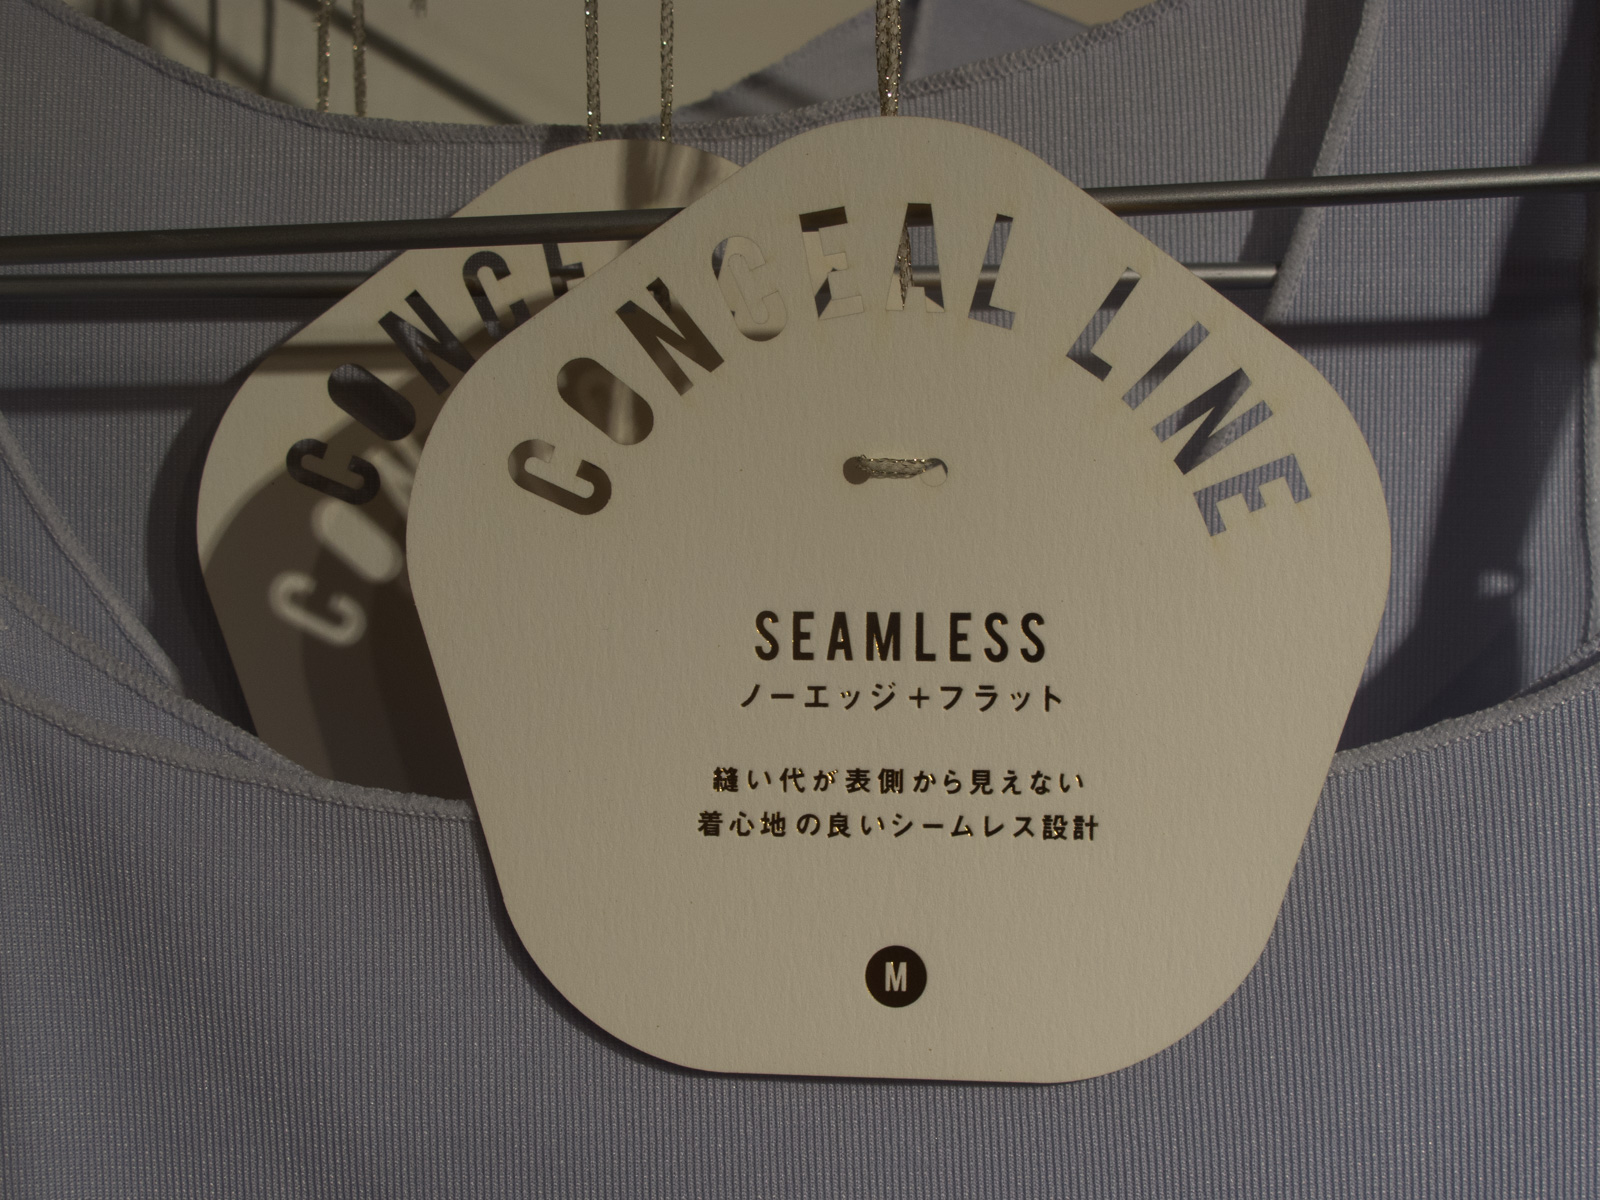 CONCEAL LINE
SEAMLESS
ノーエッジ+フラット
縫い代が表側から見えない
着心地の良いシームレス設計
M
CONCE